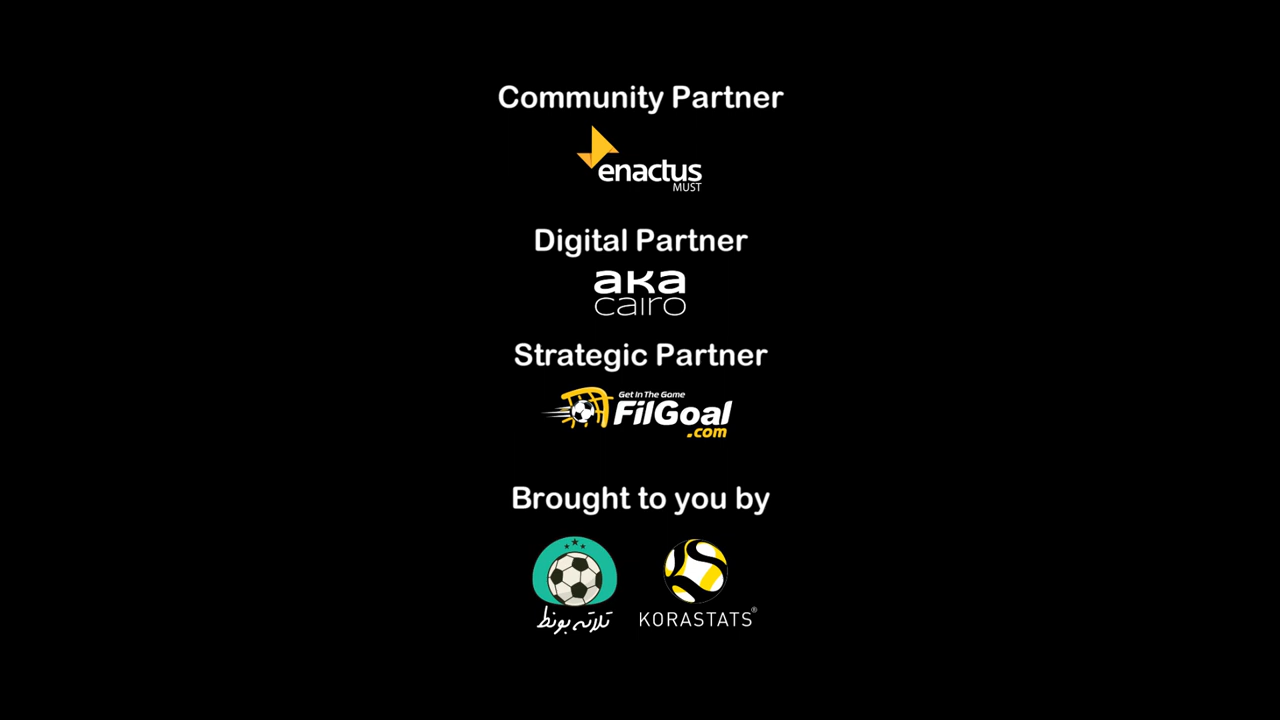 Community Partner
enactus
MUST
Digital Partner
aka
cairo
Strategic Partner
Get In The Game
FilGoal
.com
Brought to you by
تلاته بونط
KORASTATS®